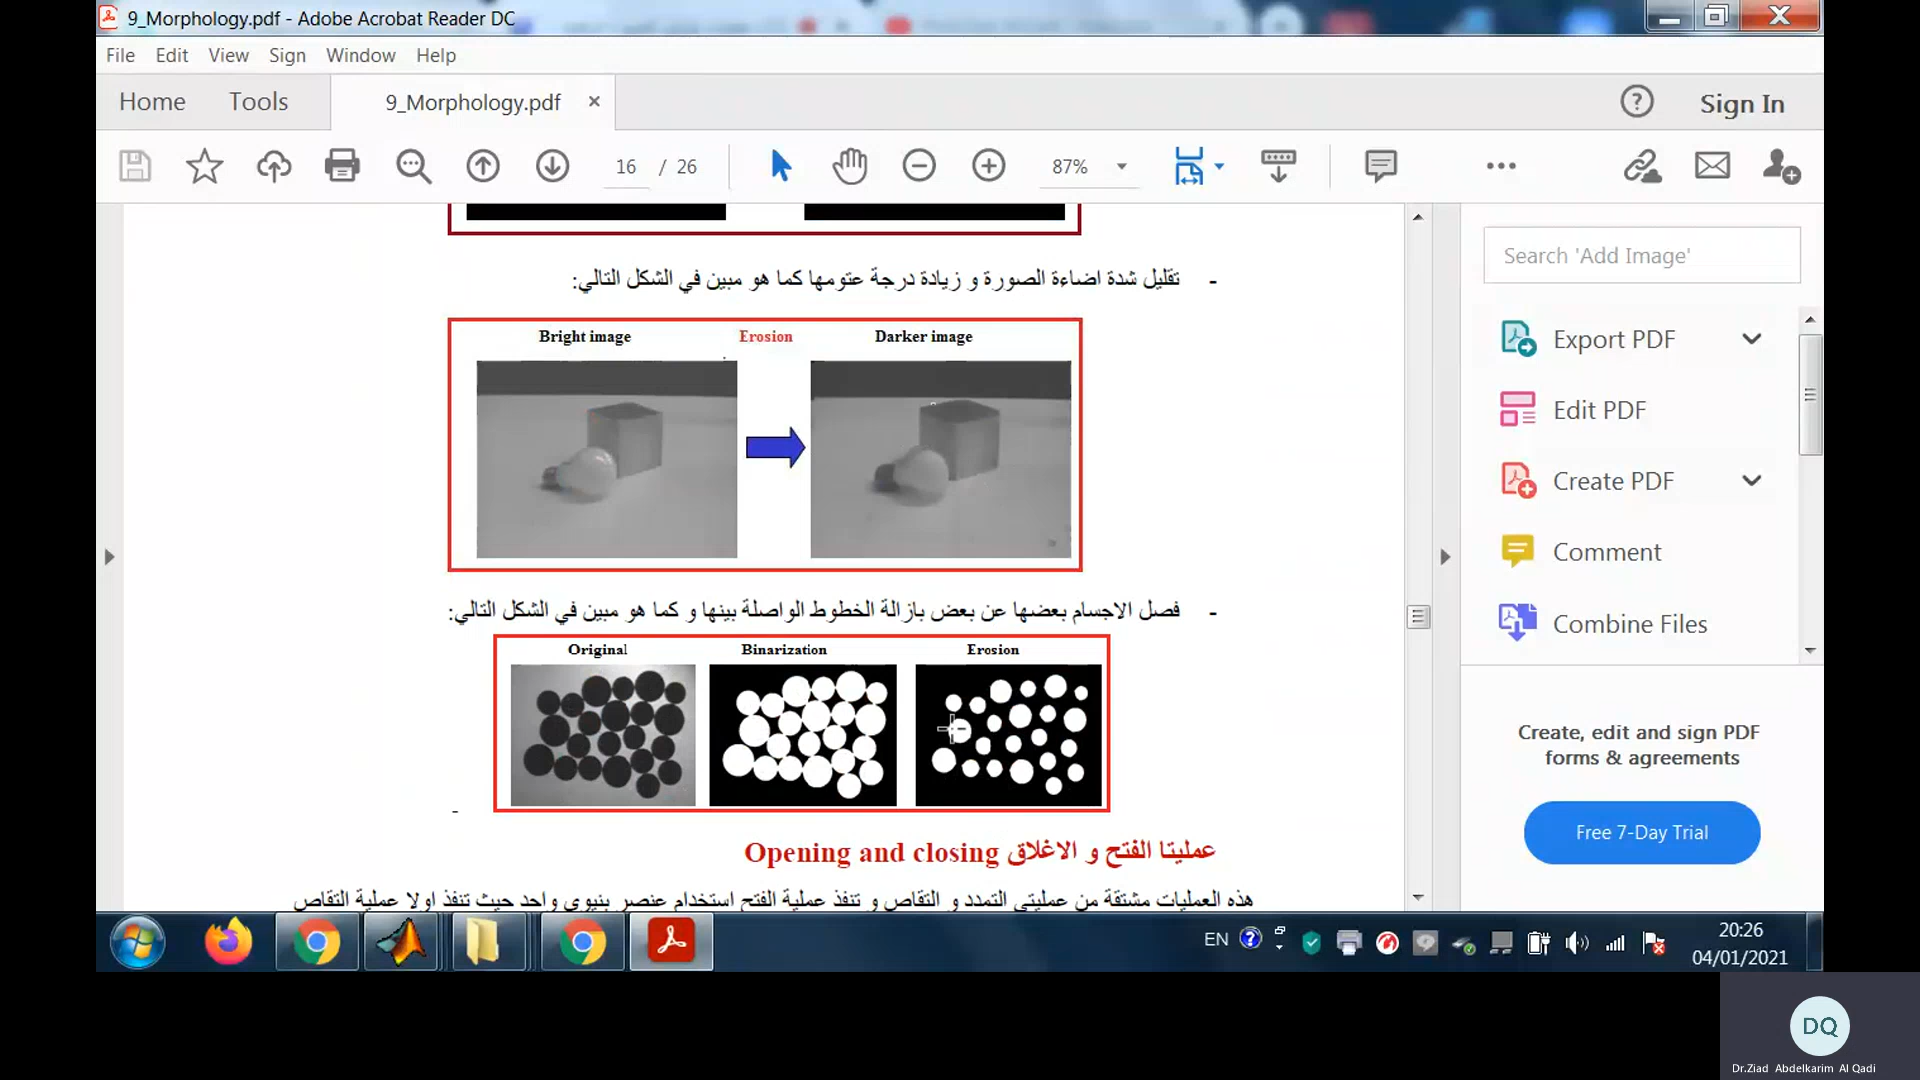 9_Morphology.pdf - Adobe Acrobat Reader DC
File Edit View Sign Window Help
Home Tools 9_Morphology.pdf × ? Sign In
16 / 26 87%
- تقليل شدة اضاءة الصورة و زيادة درجة عتومها كما هو مبين في الشكل التالي:
Bright image Erosion Darker image
- فصل الاجسام بعضها عن بعض بازالة الخطوط الواصلة بينها و كما هو مبين في الشكل التالي:
Original Binarization Erosion
-
عمليتا الفتح و الاغلاق Opening and closing
هذه العمليات مشتقة من عمليتي التمدد و التقاص و تنفذ عملية الفتح استخدام عنصر بنيوي واحد حيث تنفذ اولا عملية التقاص
Search 'Add Image'
Export PDF
Edit PDF
Create PDF
Comment
Combine Files
Create, edit and sign PDF
forms & agreements
Free 7-Day Trial
EN
20:26
04/01/2021
DQ
Dr.Ziad Abdelkarim Al Qadi